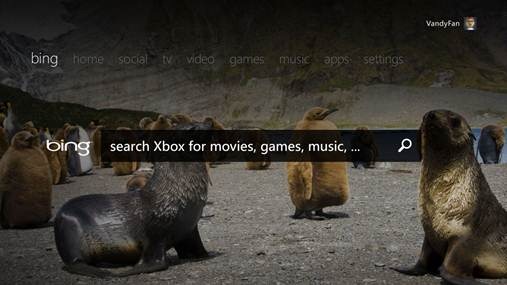 VandyFan
bing home social tv video games music apps settings
bing search Xbox for movies, games, music, ...